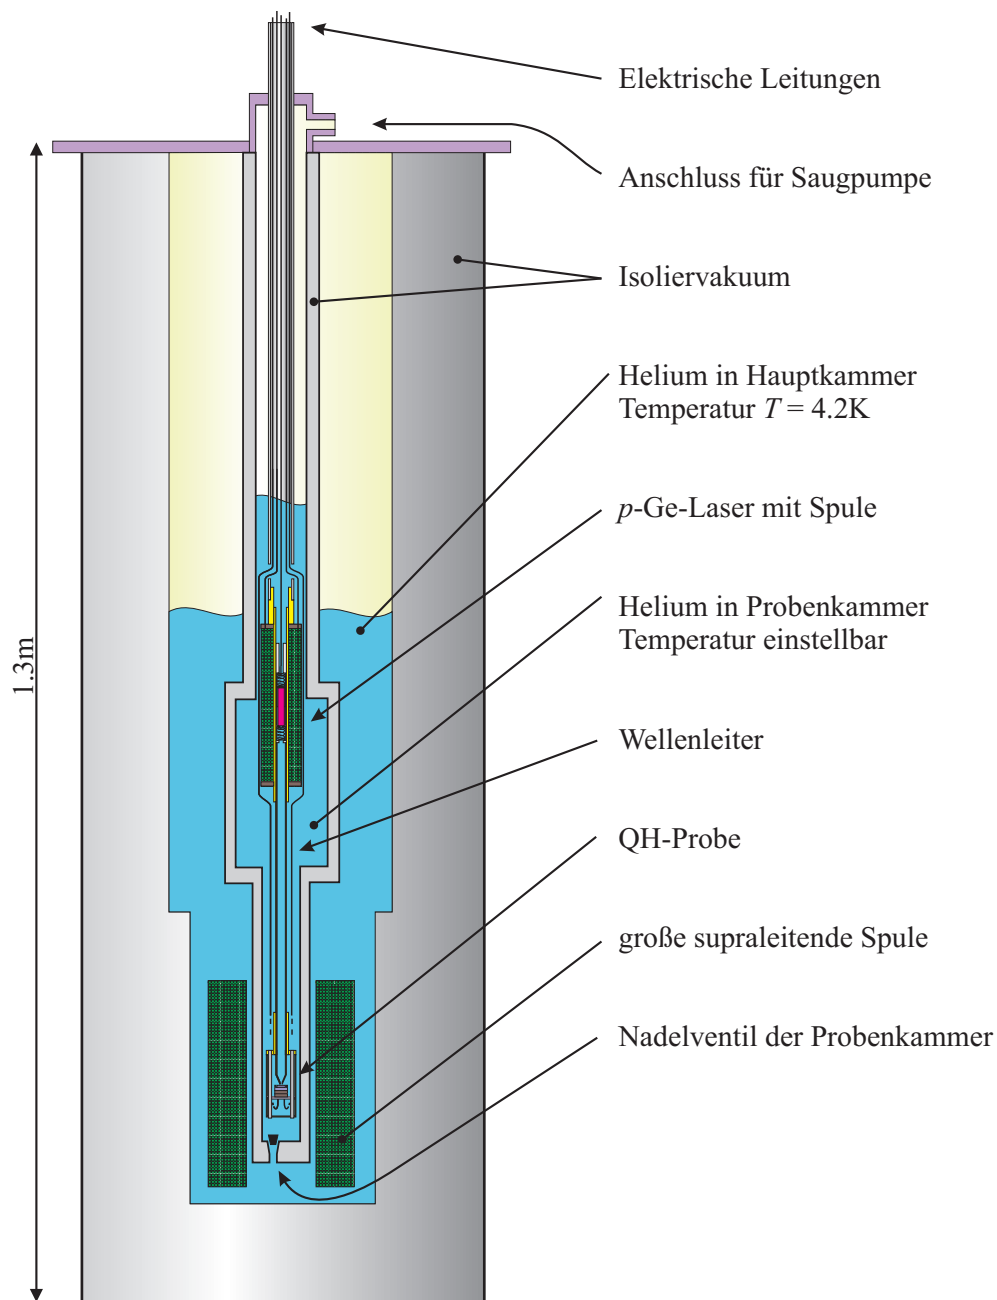 Elektrische Leitungen
Anschluss für Saugpumpe
Isoliervakuum
Helium in Hauptkammer
Temperatur T = 4.2K
p-Ge-Laser mit Spule
Helium in Probenkammer
Temperatur einstellbar
1.3m
Wellenleiter
QH-Probe
große supraleitende Spule
Nadelventil der Probenkammer